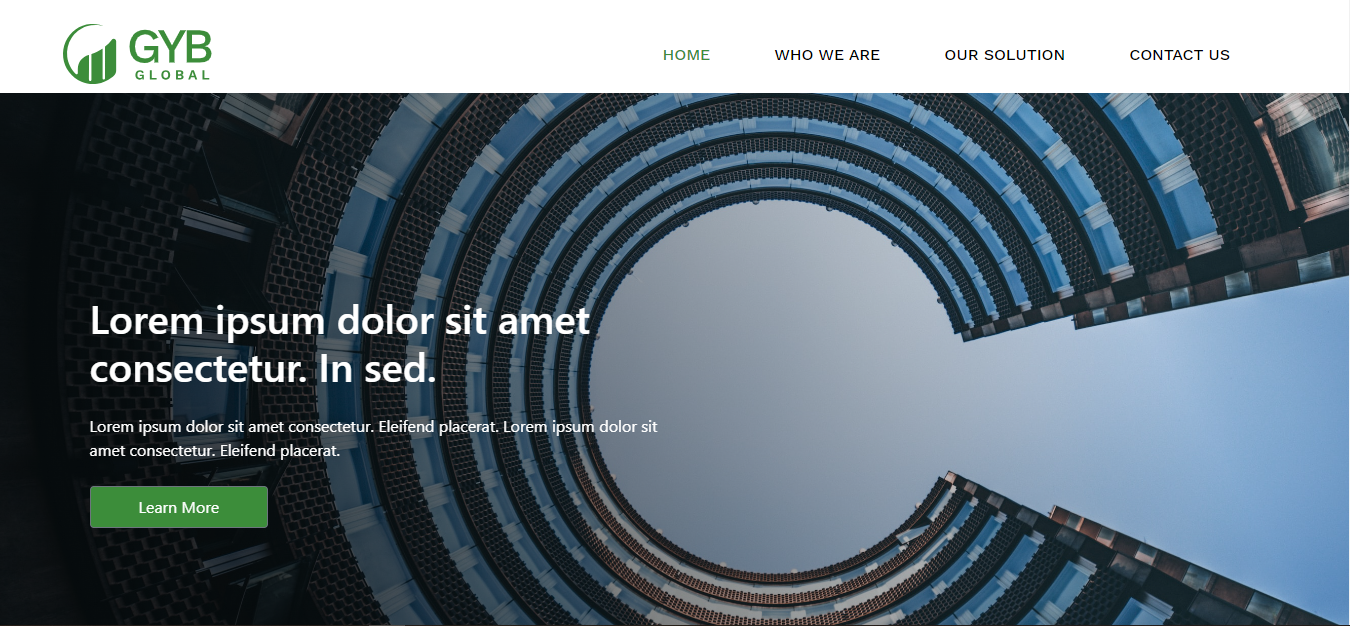 GYB
GLOBAL
HOME
WHO WE ARE
OUR SOLUTION
CONTACT US
Lorem ipsum dolor sit amet
consectetur. In sed.
Lorem ipsum dolor sit amet consectetur. Eleifend placerat. Lorem ipsum dolor sit
amet consectetur. Eleifend placerat.
Learn More